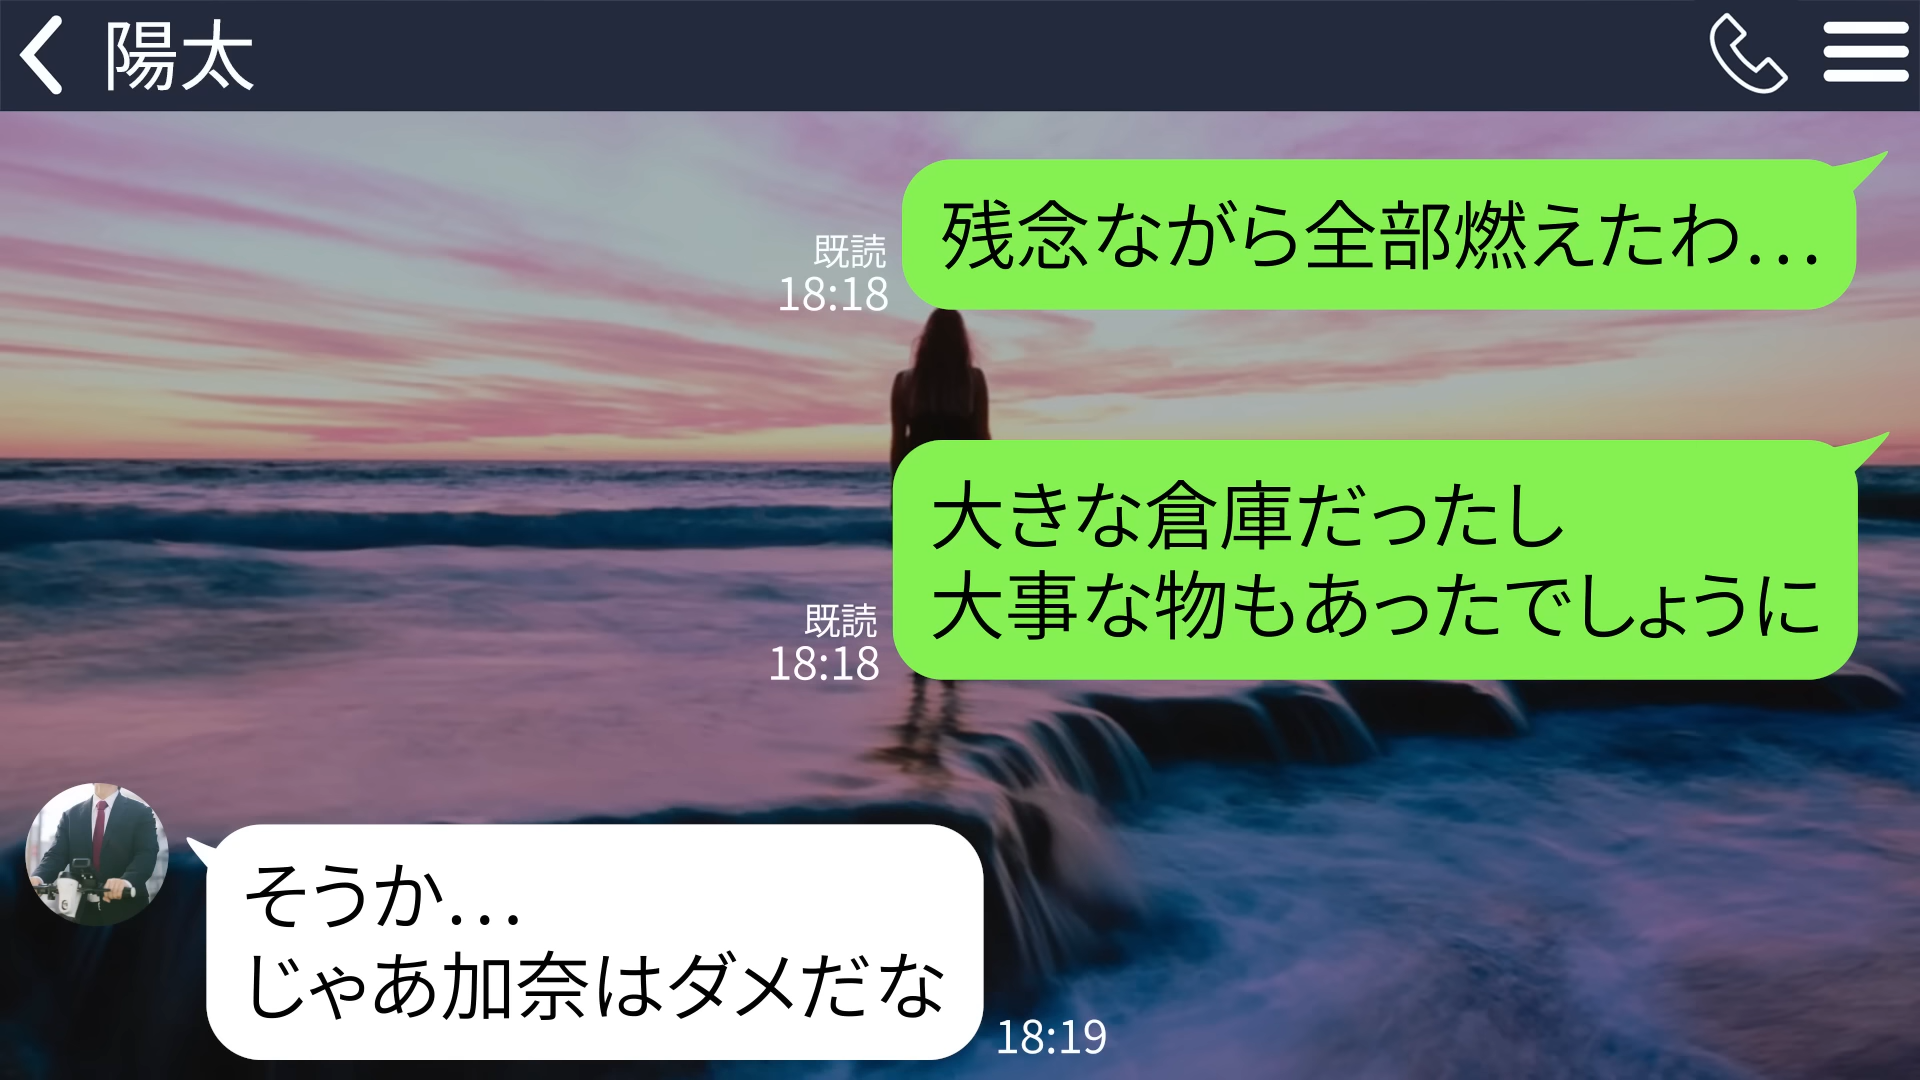 陽太
残念ながら全部燃えたわ…
既読
18:18
大きな倉庫だったし
大事な物もあったでしょうに
既読
18:18
そうか…
じゃあ加奈はダメだな
18:19